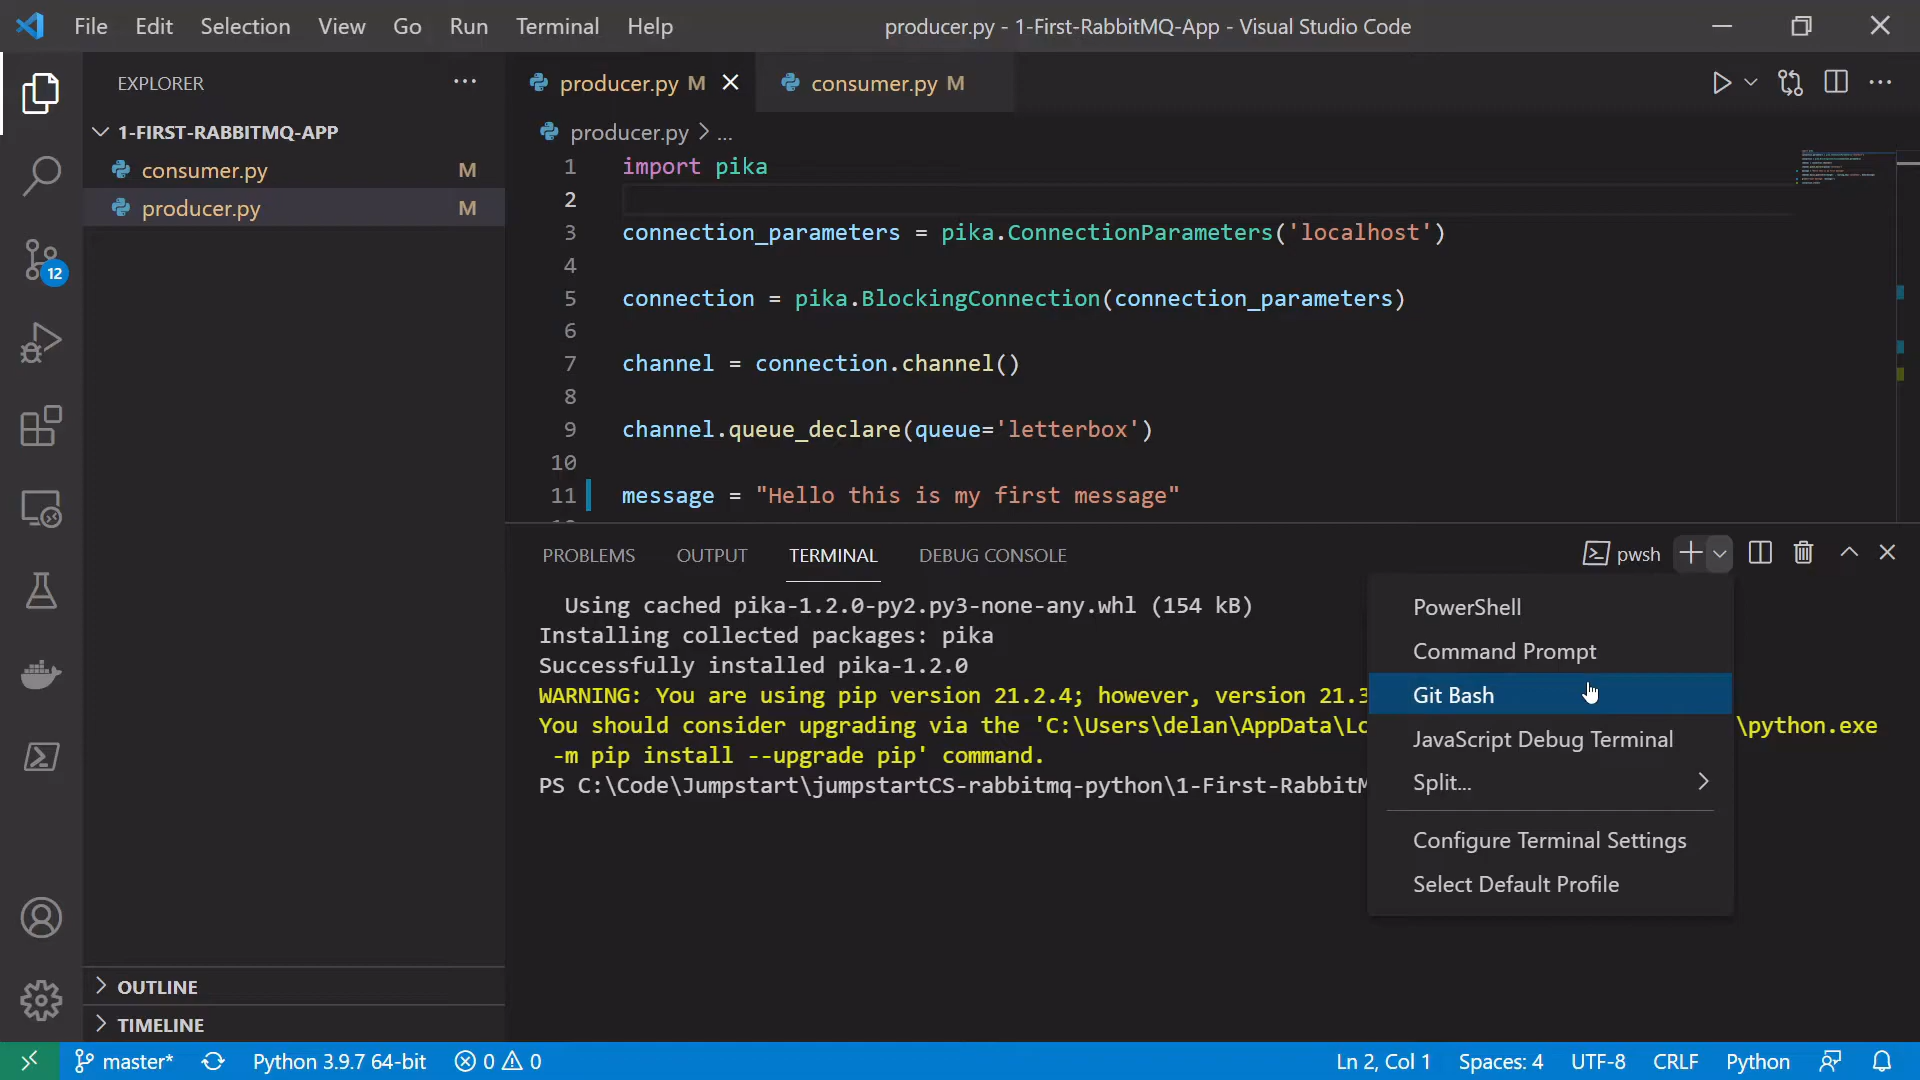 File Edit Selection View Go Run Terminal Help
producer.py - 1-First-RabbitMQ-App - Visual Studio Code
EXPLORER
1-FIRST-RABBITMQ-APP
consumer.py M
producer.py M
12
OUTLINE
TIMELINE
producer.py M consumer.py M
producer.py > ...
1 import pika
2
3 connection_parameters = pika.ConnectionParameters('localhost')
4
5 connection = pika.BlockingConnection(connection_parameters)
6
7 channel = connection.channel()
8
9 channel.queue_declare(queue='letterbox')
10
11 message = "Hello this is my first message"
PROBLEMS OUTPUT TERMINAL DEBUG CONSOLE
pwsh
Using cached pika-1.2.0-py2.py3-none-any.whl (154 kB)
Installing collected packages: pika
Successfully installed pika-1.2.0
WARNING: You are using pip version 21.2.4; however, version 21.3
You should consider upgrading via the 'C:\Users\delan\AppData\Lo \python.exe
-m pip install --upgrade pip' command.
PS C:\Code\Jumpstart\jumpstartCS-rabbitmq-python\1-First-RabbitM
PowerShell
Command Prompt
Git Bash
JavaScript Debug Terminal
Split...
Configure Terminal Settings
Select Default Profile
master* Python 3.9.7 64-bit 0 0 Ln 2, Col 1 Spaces: 4 UTF-8 CRLF Python